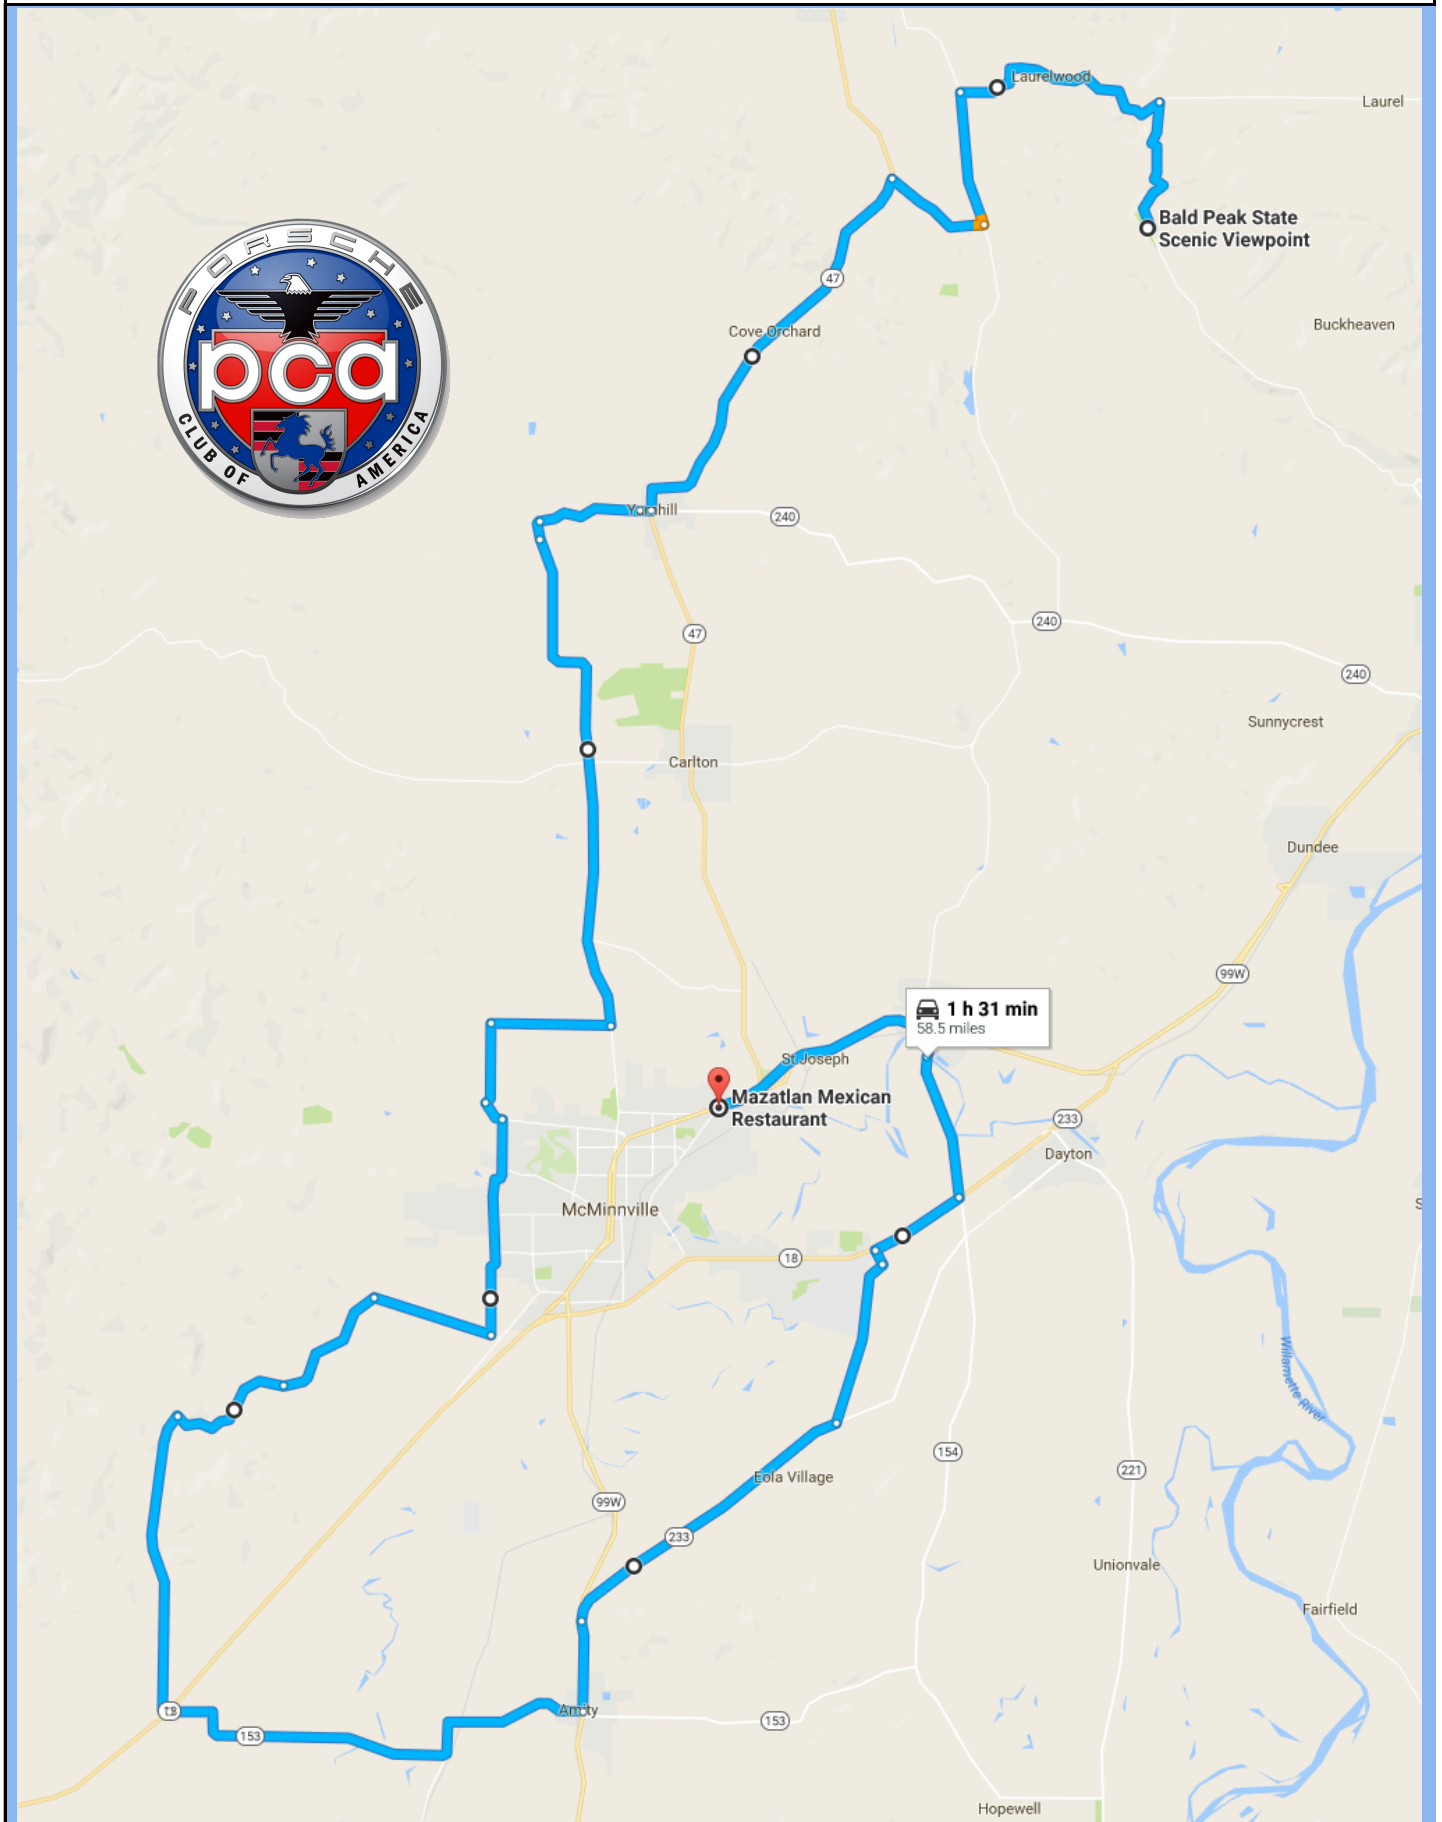 Laurelwood
Laurel
Bald Peak State
Scenic Viewpoint
PORSCHE
pca
CLUB OF AMERICA
47
Cove Orchard
Buckheaven
Yamhill
240
47
240
240
Sunnycrest
Carlton
Dundee
99W
1 h 31 min
58.5 miles
St Joseph
Mazatlan Mexican
Restaurant
233
Dayton
McMinnville
18
Willamette River
154
221
Eola Village
99W
233
Unionvale
Fairfield
18
Amity
153
153
Hopewell
S